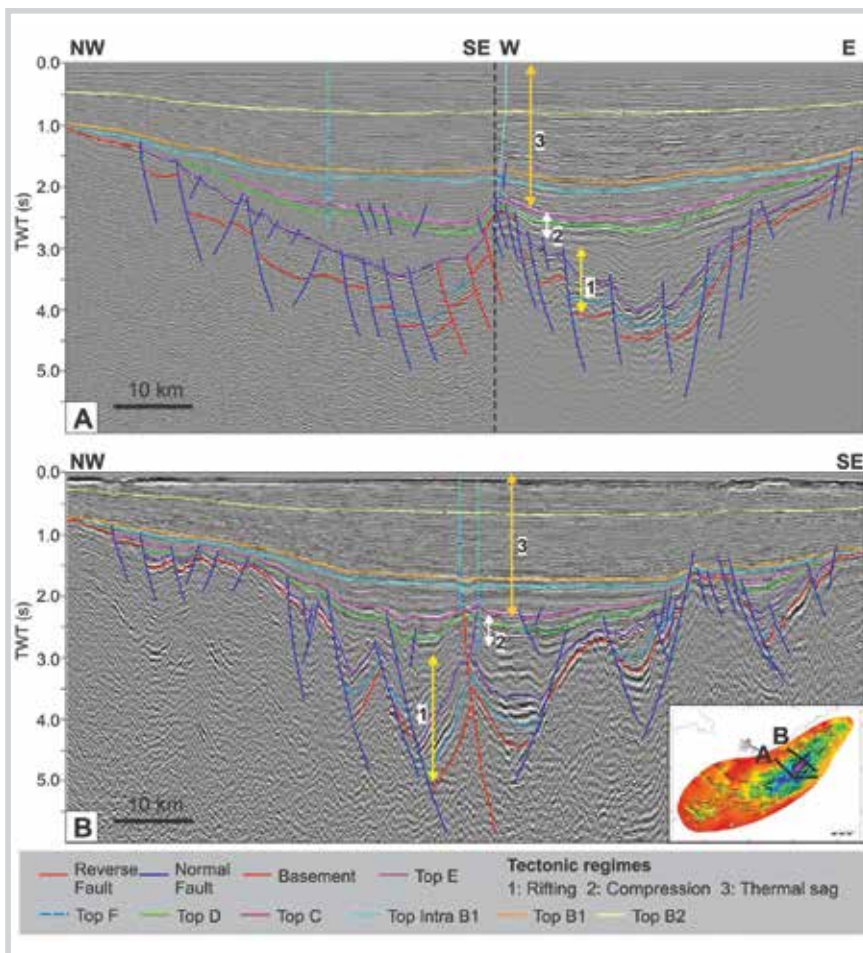 NW SE W E
0.0
1.0
2.0
3.0
4.0
5.0
TWT (s)
3
2
1
10 km
A
NW SE
0.0
1.0
2.0
3.0
4.0
5.0
TWT (s)
3
2
1
10 km
B
B
A
Reverse Fault
Normal Fault
Basement
Top E
Tectonic regimes
1: Rifting 2: Compression 3: Thermal sag
Top F
Top D
Top C
Top Intra B1
Top B1
Top B2